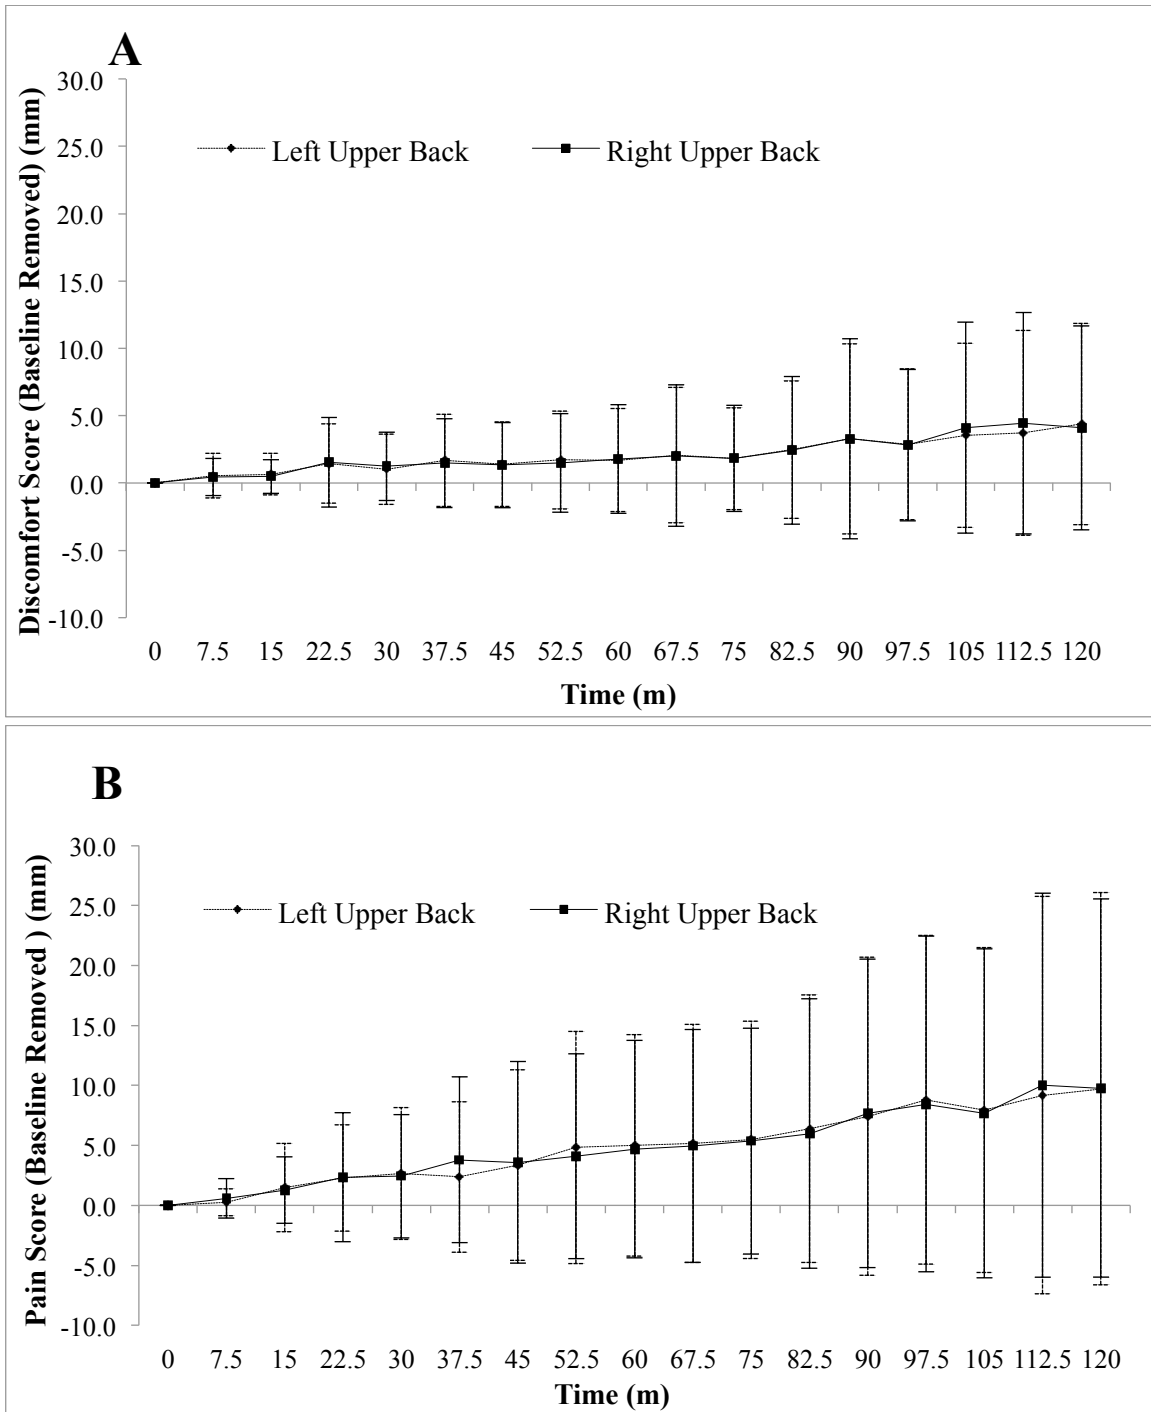 A
30.0
25.0
20.0
15.0
10.0
5.0
0.0
-5.0
-10.0
Discomfort Score (Baseline Removed) (mm)
Left Upper Back Right Upper Back
0 7.5 15 22.5 30 37.5 45 52.5 60 67.5 75 82.5 90 97.5 105 112.5 120
Time (m)
B
30.0
25.0
20.0
15.0
10.0
5.0
0.0
-5.0
-10.0
Pain Score (Baseline Removed ) (mm)
Left Upper Back Right Upper Back
0 7.5 15 22.5 30 37.5 45 52.5 60 67.5 75 82.5 90 97.5 105 112.5 120
Time (m)